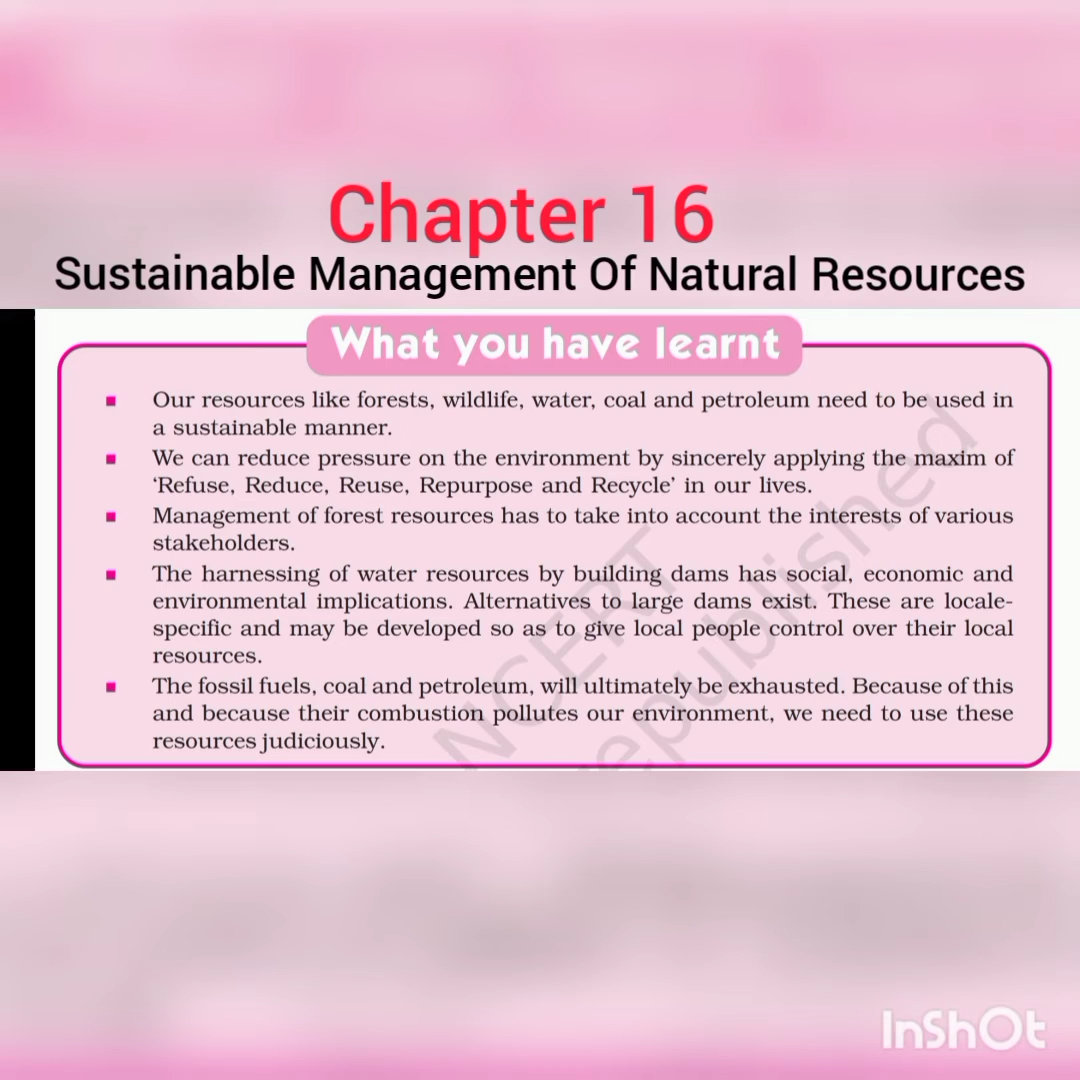 Chapter 16
Sustainable Management Of Natural Resources
What you have learnt
Our resources like forests, wildlife, water, coal and petroleum need to be used in
a sustainable manner.
We can reduce pressure on the environment by sincerely applying the maxim of
‘Refuse, Reduce, Reuse, Repurpose and Recycle’ in our lives.
Management of forest resources has to take into account the interests of various
stakeholders.
The harnessing of water resources by building dams has social, economic and
environmental implications. Alternatives to large dams exist. These are locale-
specific and may be developed so as to give local people control over their local
resources.
The fossil fuels, coal and petroleum, will ultimately be exhausted. Because of this
and because their combustion pollutes our environment, we need to use these
resources judiciously.
NCERT
republished
InShOt